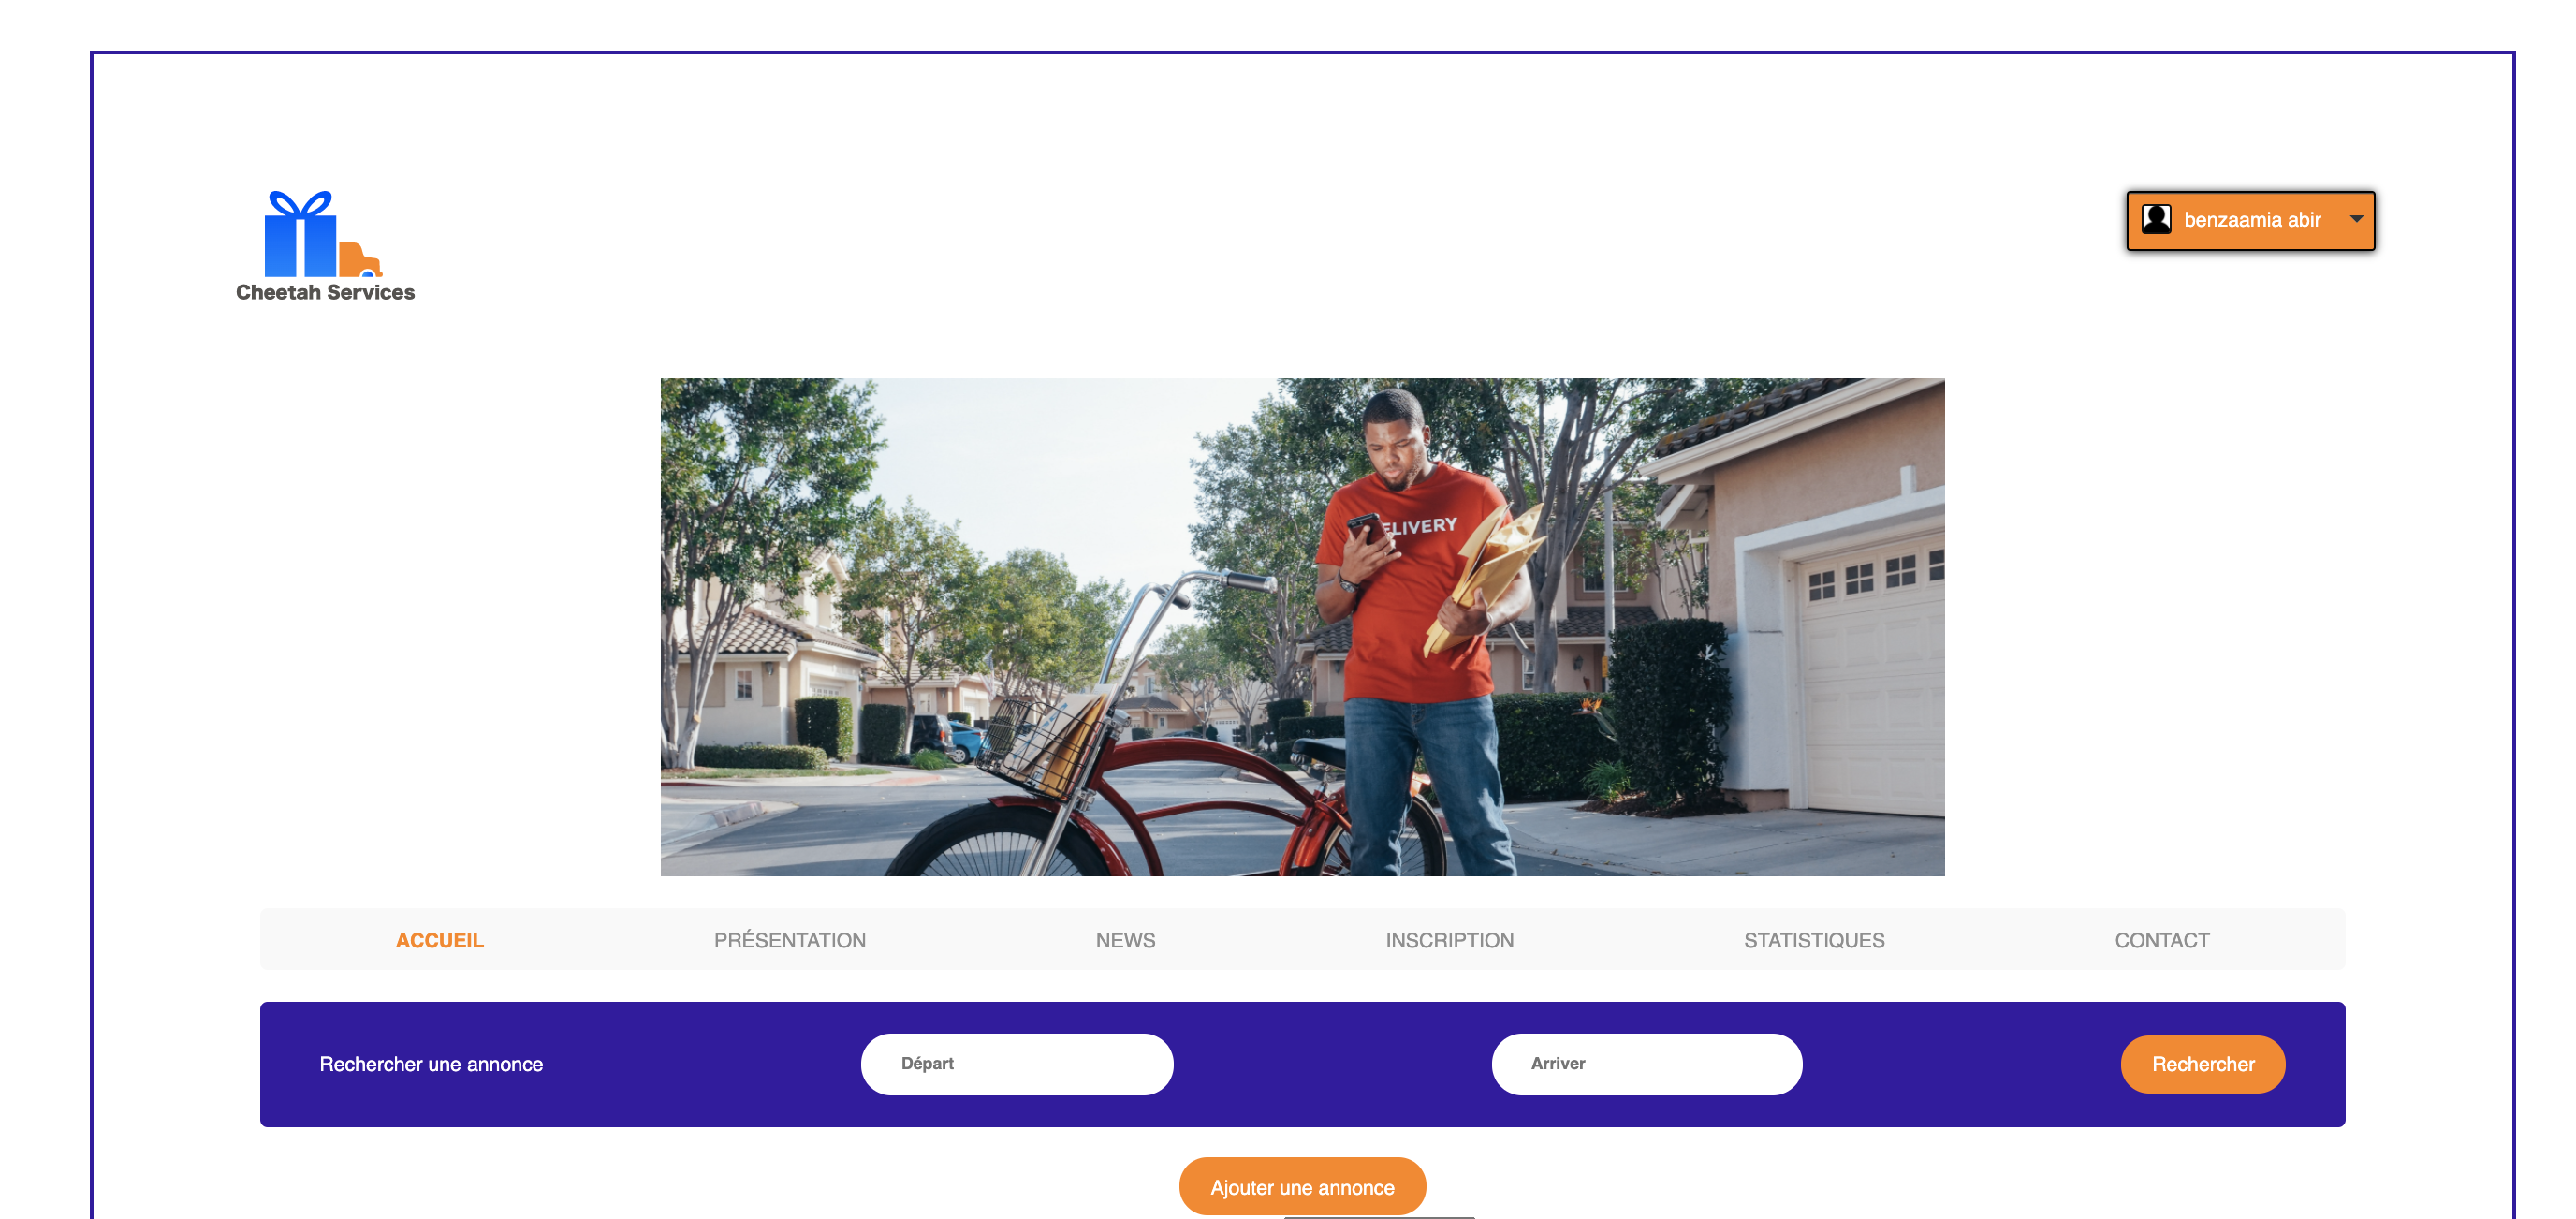 Cheetah Services
benzaamia abir
ELIVERY
ACCUEIL
PRÉSENTATION
NEWS
INSCRIPTION
STATISTIQUES
CONTACT
Rechercher une annonce
Départ
Arriver
Rechercher
Ajouter une annonce